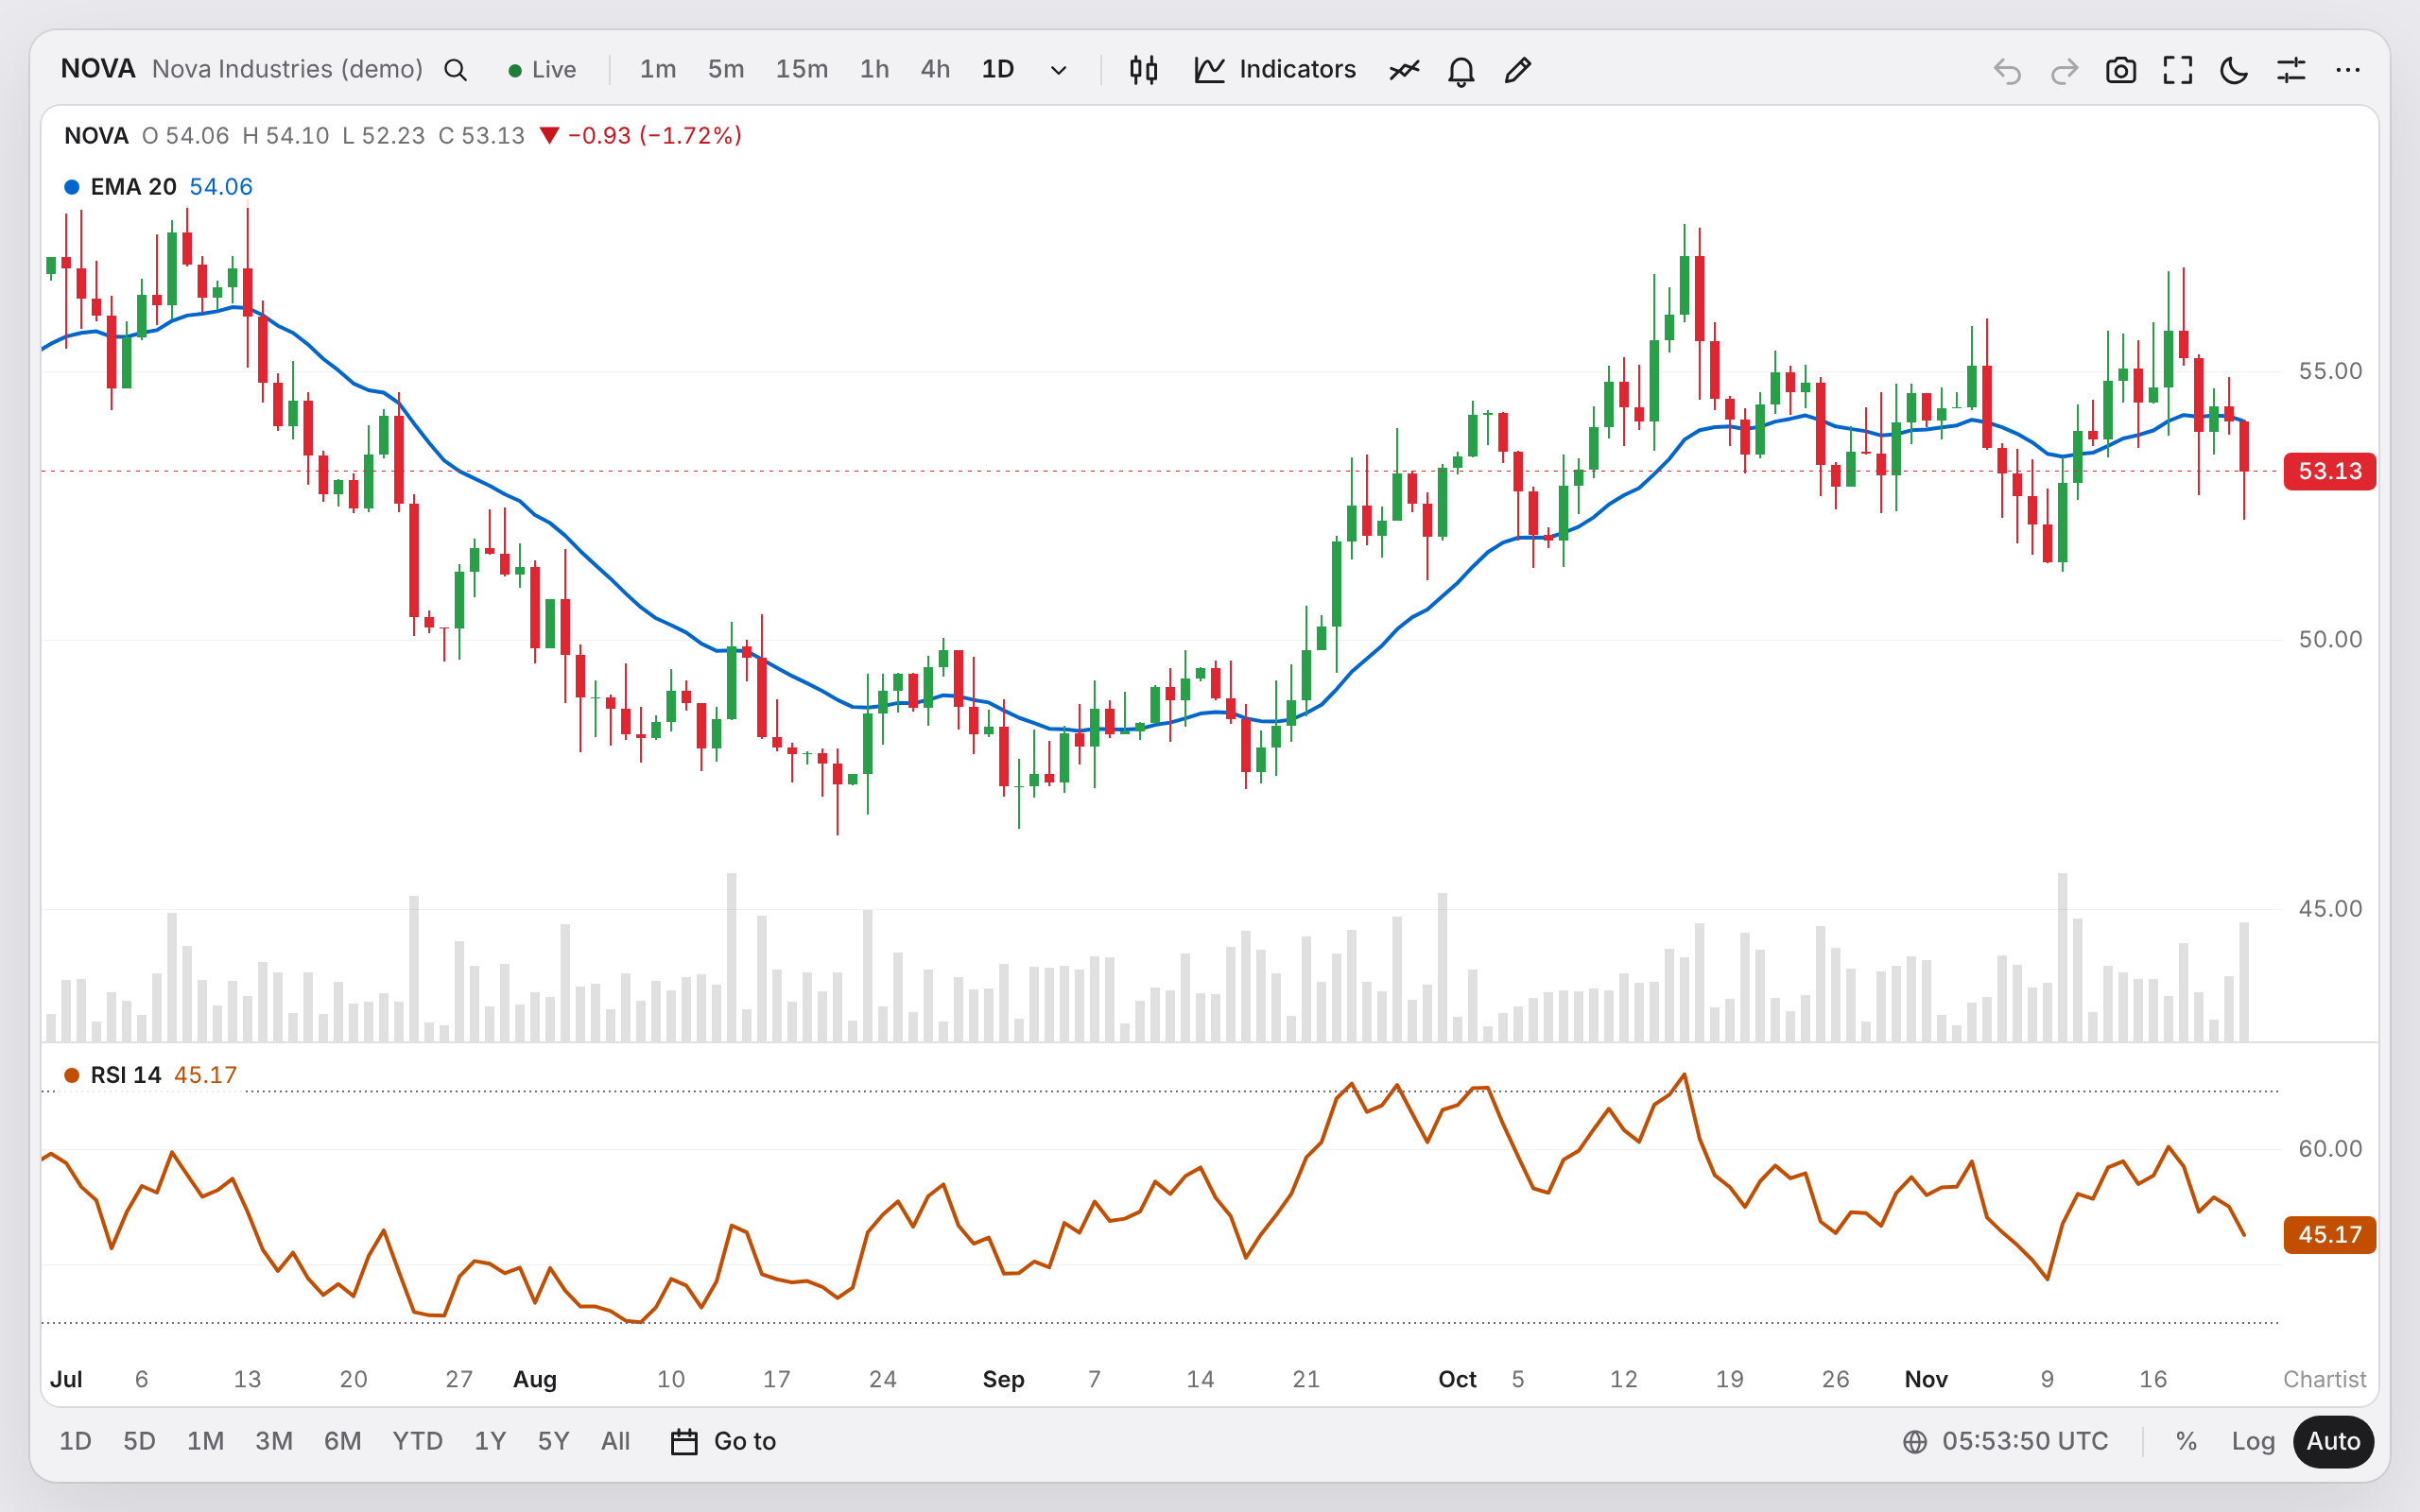 NOVA Nova Industries (demo) Live 1m 5m 15m 1h 4h 1D Indicators
NOVA O 54.06 H 54.10 L 52.23 C 53.13 ▼ −0.93 (−1.72%)
EMA 20 54.06
55.00
53.13
50.00
45.00
RSI 14 45.17
60.00
45.17
Jul 6 13 20 27 Aug 10 17 24 Sep 7 14 21 Oct 5 12 19 26 Nov 9 16 Chartist
1D 5D 1M 3M 6M YTD 1Y 5Y All Go to 05:53:50 UTC % Log Auto